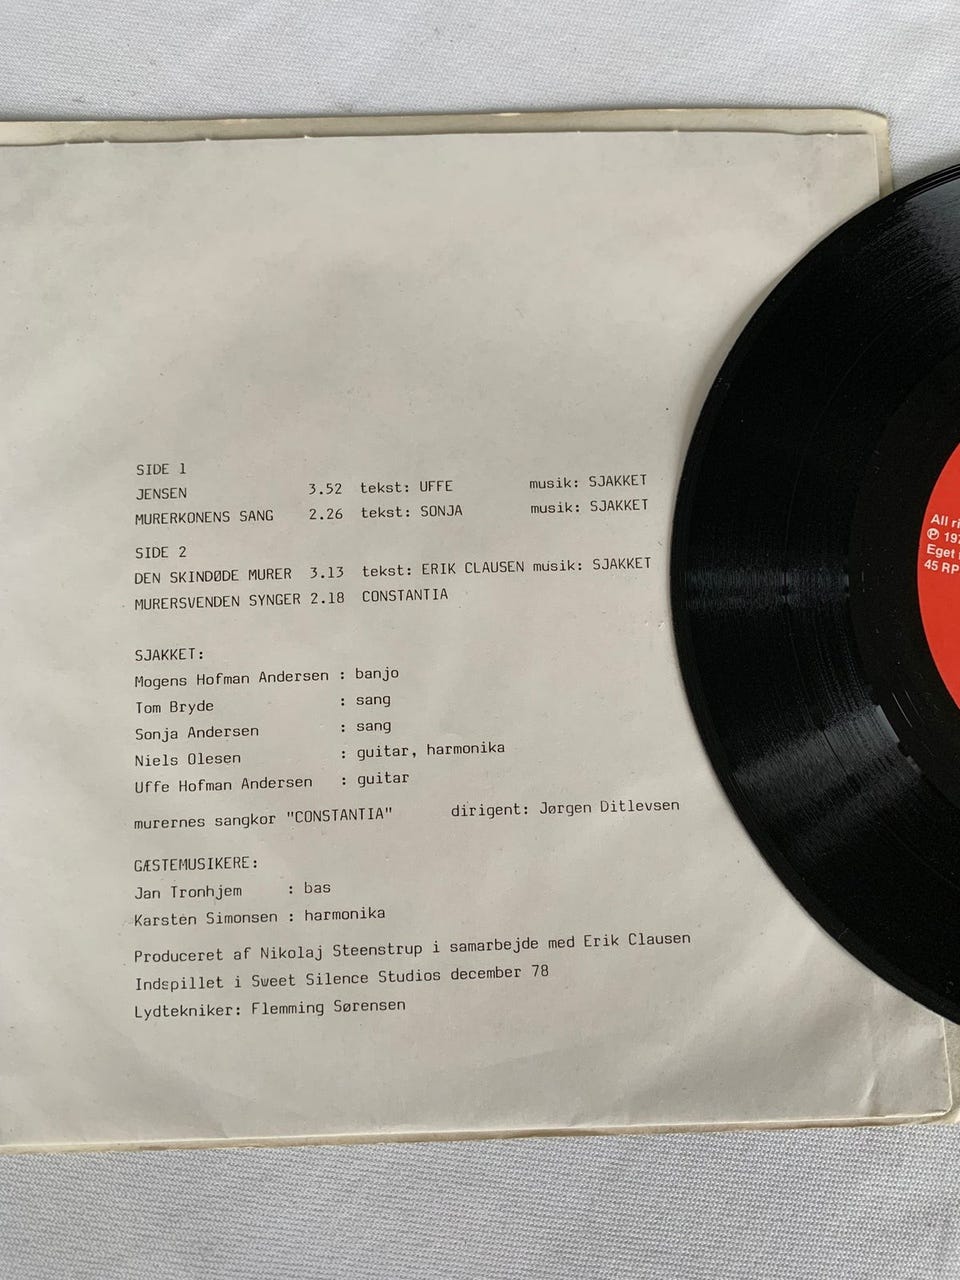 SIDE 1
JENSEN 3.52 tekst: UFFE musik: SJAKKET
MURERKONENS SANG 2.26 tekst: SONJA musik: SJAKKET
SIDE 2
DEN SKINDØDE MURER 3.13 tekst: ERIK CLAUSEN musik: SJAKKET
MURERSVENDEN SYNGER 2.18 CONSTANTIA
SJAKKET:
Mogens Hofman Andersen : banjo
Tom Bryde : sang
Sonja Andersen : sang
Niels Olesen : guitar, harmonika
Uffe Hofman Andersen : guitar
murernes sangkor "CONSTANTIA" dirigent: Jørgen Ditlevsen
GÆSTEMUSIKERE:
Jan Tronhjem : bas
Karsten Simonsen : harmonika
Produceret af Nikolaj Steenstrup i samarbejde med Erik Clausen
Indspillet i Sweet Silence Studios december 78
Lydtekniker: Flemming Sørensen
All ri
℗ 197
Eget
45 RP